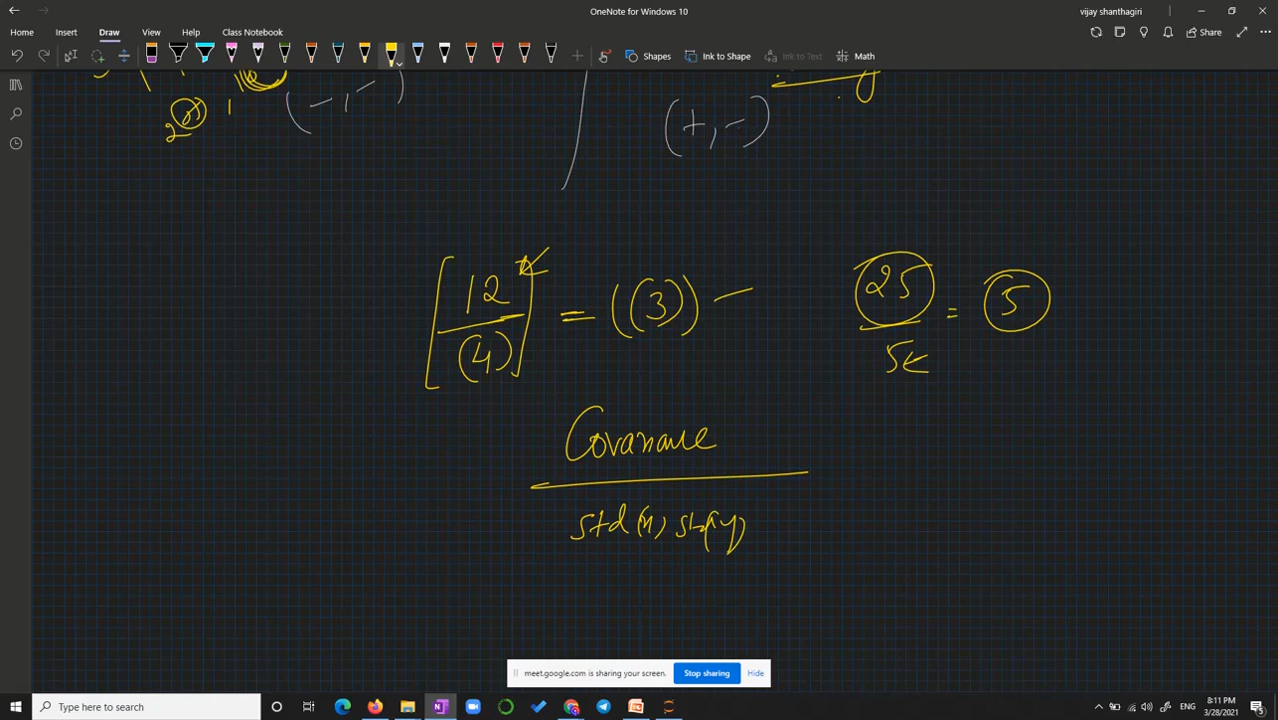 OneNote for Windows 10
vijay shanthagiri
Home Insert Draw View Help Class Notebook
Share
Shapes Ink to Shape Ink to Text Math
(-, -)
(+, -)
12 = ((3)) -
(4)
25 = 5
5
Covariance
std(x) std(y)
meet.google.com is sharing your screen. Stop sharing Hide
Type here to search
8:11 PM
3/28/2021